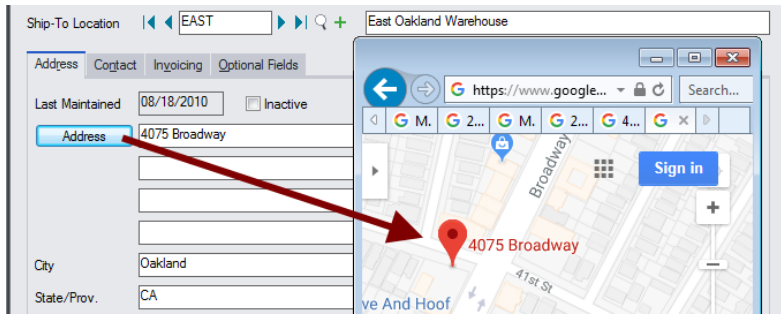 Ship-To Location EAST East Oakland Warehouse
Address Contact Invoicing Optional Fields
Last Maintained 08/18/2010 Inactive
Address 4075 Broadway
City Oakland
State/Prov. CA
https://www.google... Search...
G M. G 2... G M. G 2... G 4... G
Broadway
Sign in
4075 Broadway
41st St
ve And Hoof